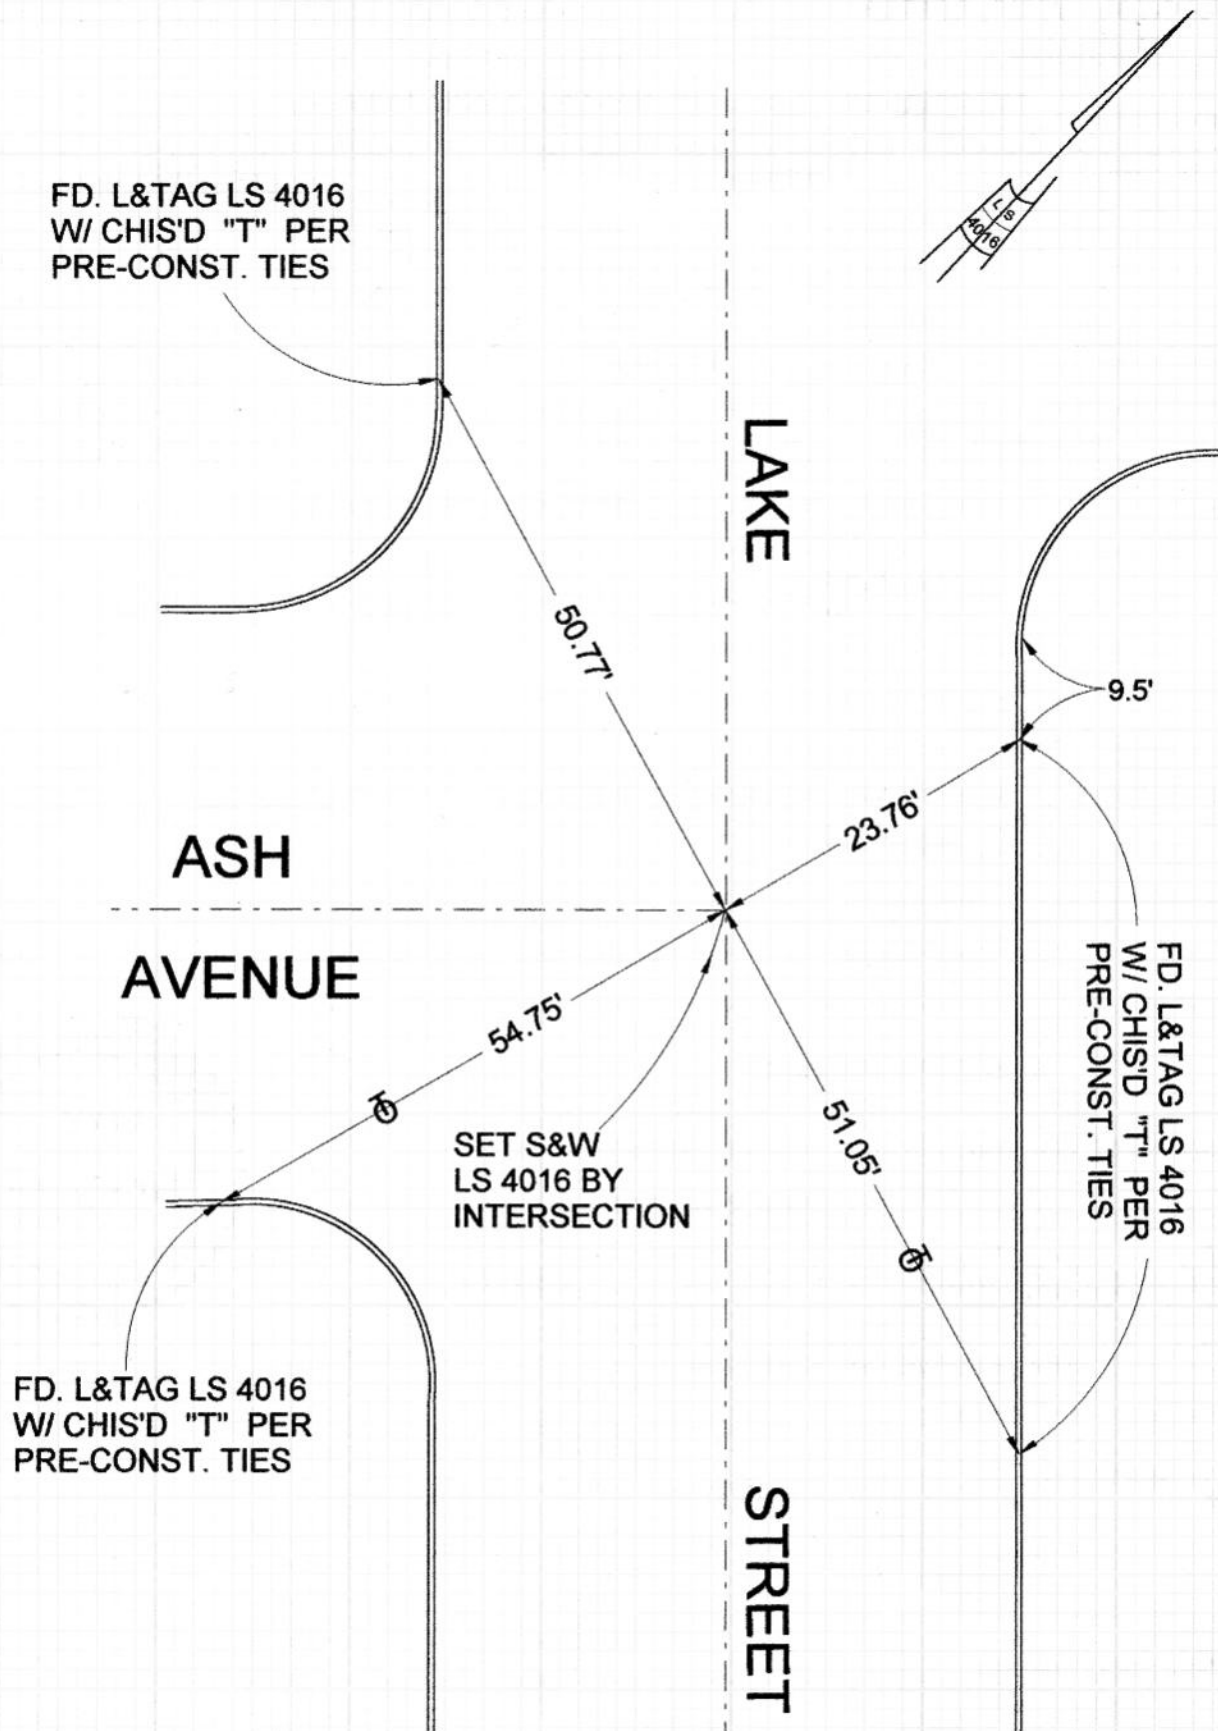 FD. L&TAG LS 4016
W/ CHIS'D "T" PER
PRE-CONST. TIES
LS
4016
LAKE
50.77'
9.5'
23.76'
ASH
AVENUE
54.75'
SET S&W
LS 4016 BY
INTERSECTION
51.05'
FD. L&TAG LS 4016
W/ CHIS'D "T" PER
PRE-CONST. TIES
FD. L&TAG LS 4016
W/ CHIS'D "T" PER
PRE-CONST. TIES
STREET